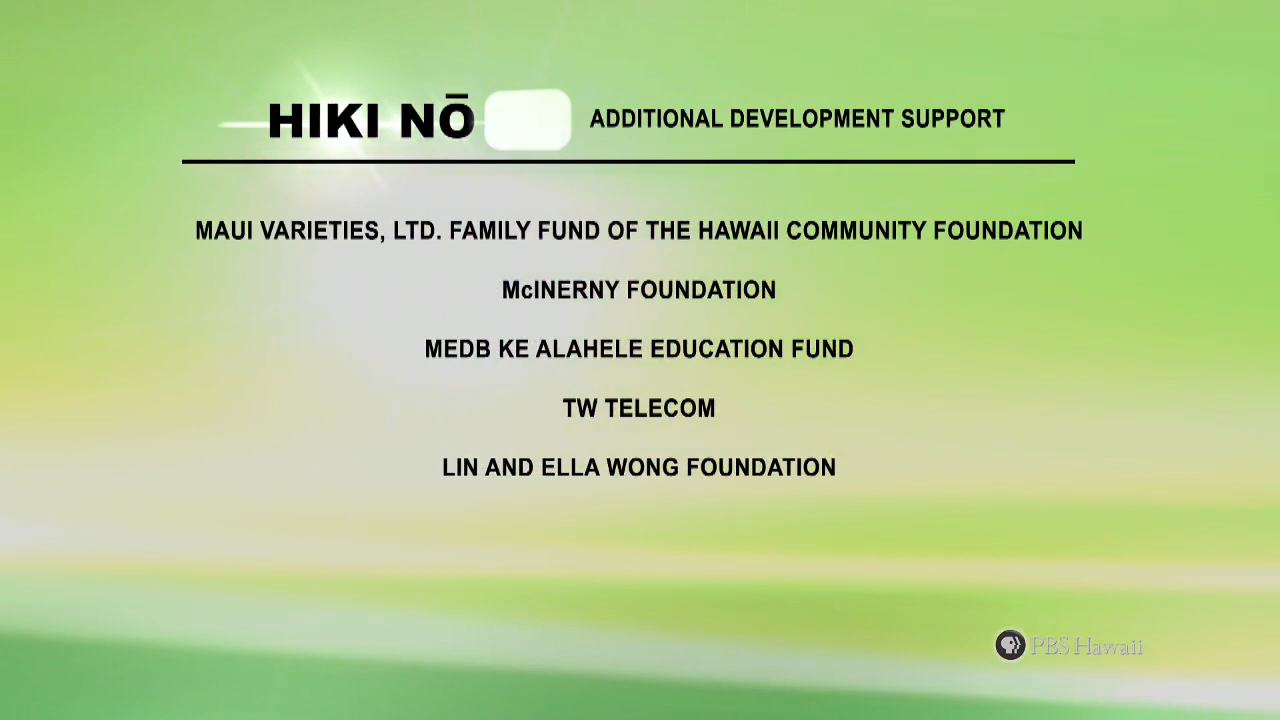 HIKI NŌ ADDITIONAL DEVELOPMENT SUPPORT
MAUI VARIETIES, LTD. FAMILY FUND OF THE HAWAII COMMUNITY FOUNDATION
McINERNY FOUNDATION
MEDB KE ALAHELE EDUCATION FUND
TW TELECOM
LIN AND ELLA WONG FOUNDATION
PBS Hawaii